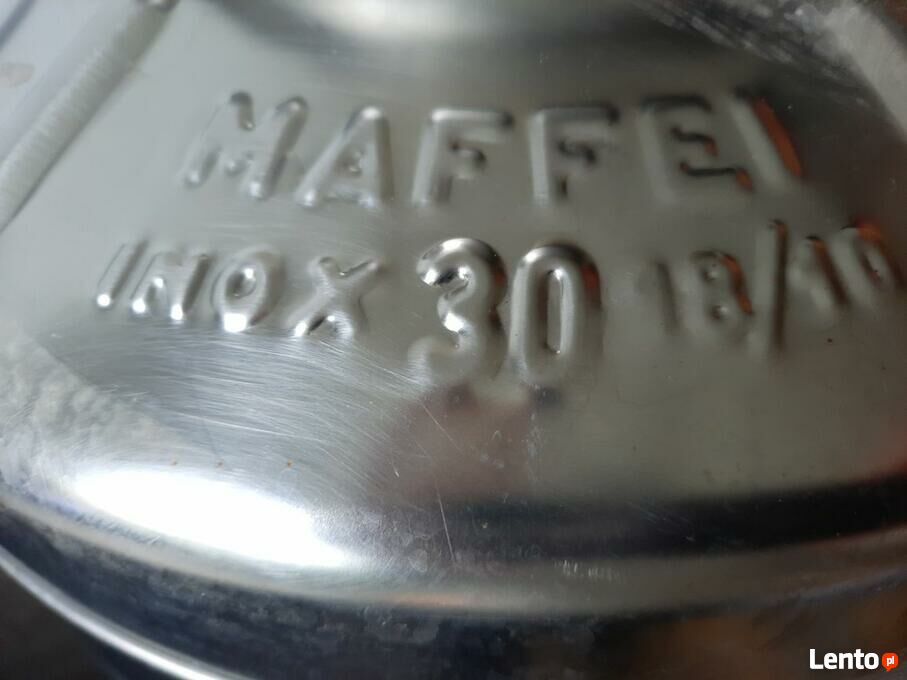 MAFFEI
INOX 30 18/10
Lento pl